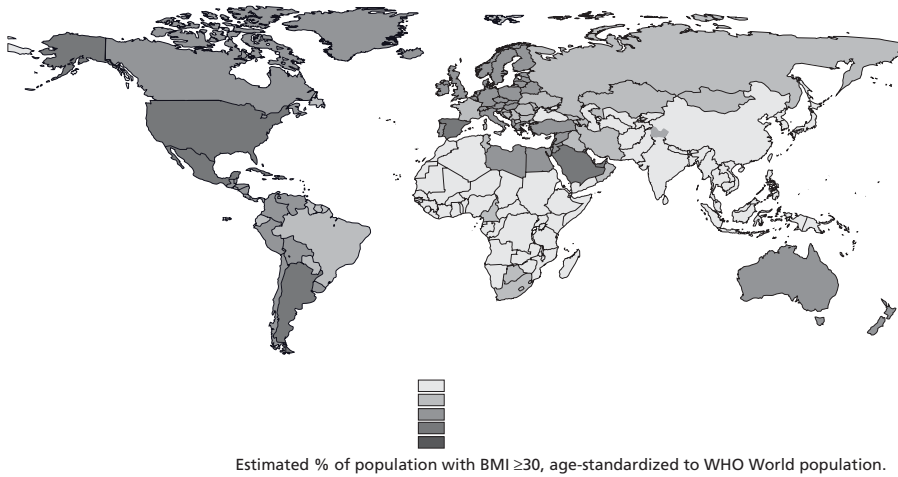 Estimated % of population with BMI ≥30, age-standardized to WHO World population.